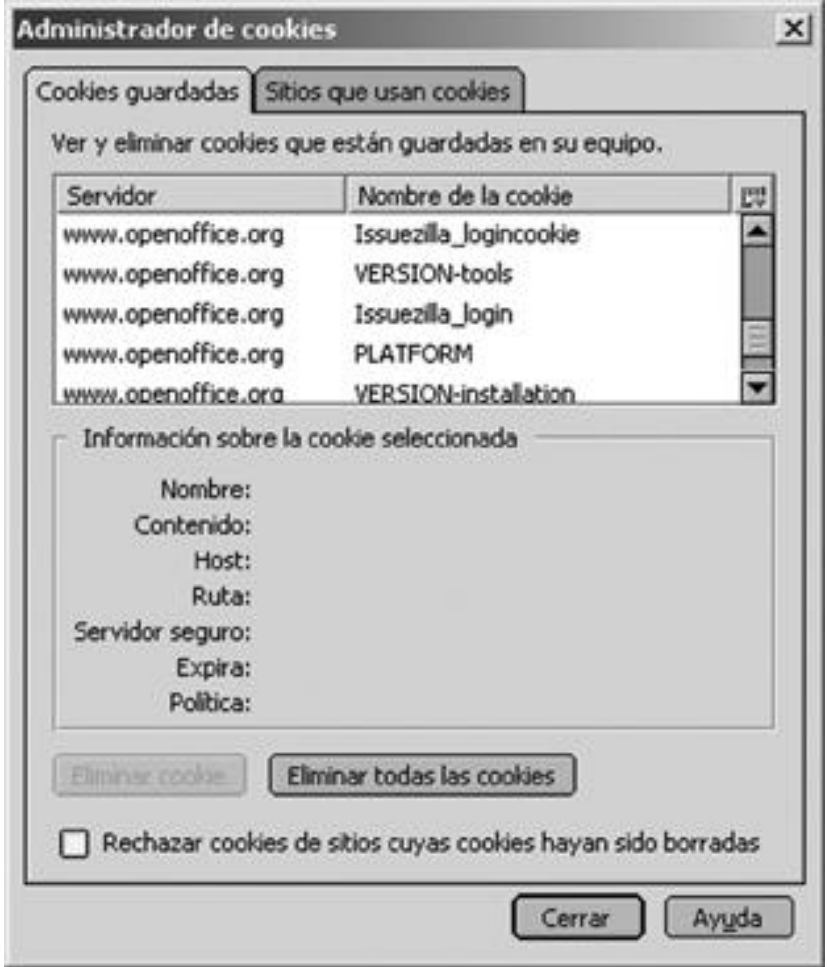 Administrador de cookies
Cookies guardadas Sitios que usan cookies
Ver y eliminar cookies que están guardadas en su equipo.
Servidor Nombre de la cookie
www.openoffice.org Issuezilla_logincookie
www.openoffice.org VERSION-tools
www.openoffice.org Issuezilla_login
www.openoffice.org PLATFORM
www.openoffice.org VERSION-installation
Información sobre la cookie seleccionada
Nombre:
Contenido:
Host:
Ruta:
Servidor seguro:
Expira:
Política:
Eliminar cookie Eliminar todas las cookies
Rechazar cookies de sitios cuyas cookies hayan sido borradas
Cerrar Ayuda